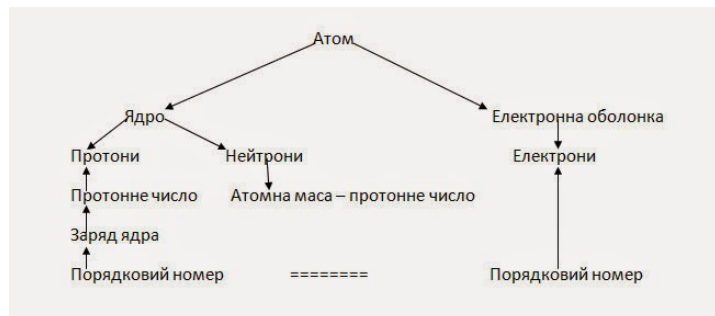 Атом
Ядро Електронна оболонка
Протони Нейтрони Електрони
Протонне число Атомна маса – протонне число
Заряд ядра
Порядковий номер ======== Порядковий номер